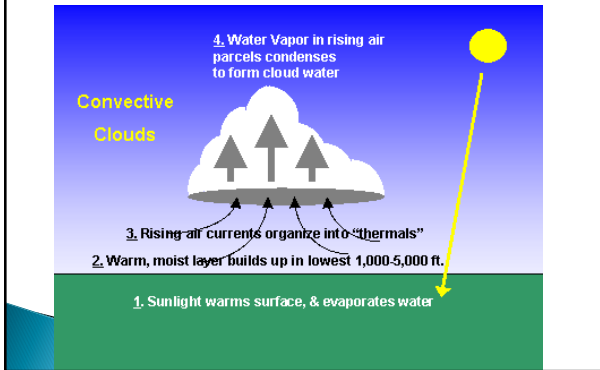 4. Water Vapor in rising air
parcels condenses
to form cloud water
Convective
Clouds
3. Rising air currents organize into "thermals"
2. Warm, moist layer builds up in lowest 1,000-5,000 ft.
1. Sunlight warms surface, & evaporates water